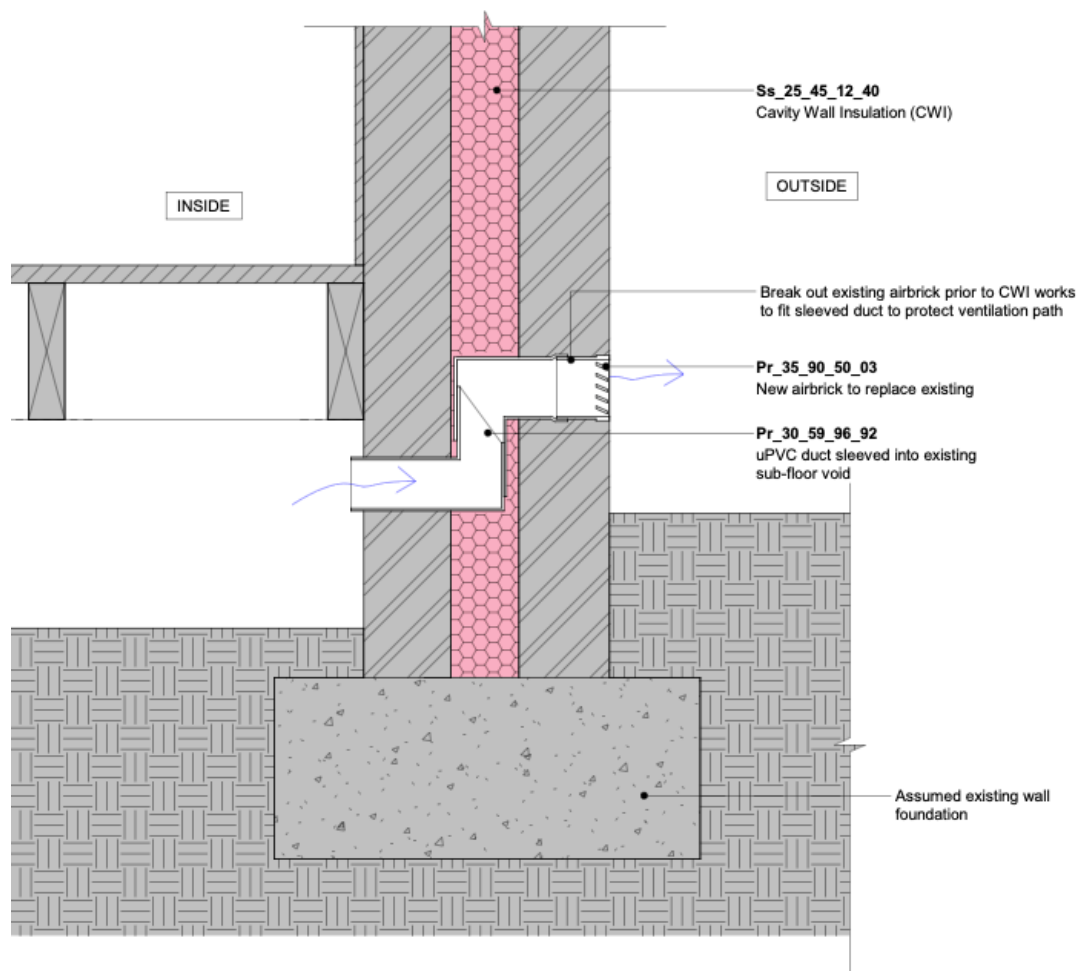 Ss_25_45_12_40
Cavity Wall Insulation (CWI)
INSIDE
OUTSIDE
Break out existing airbrick prior to CWI works
to fit sleeved duct to protect ventilation path
Pr_35_90_50_03
New airbrick to replace existing
Pr_30_59_96_92
uPVC duct sleeved into existing
sub-floor void
Assumed existing wall
foundation